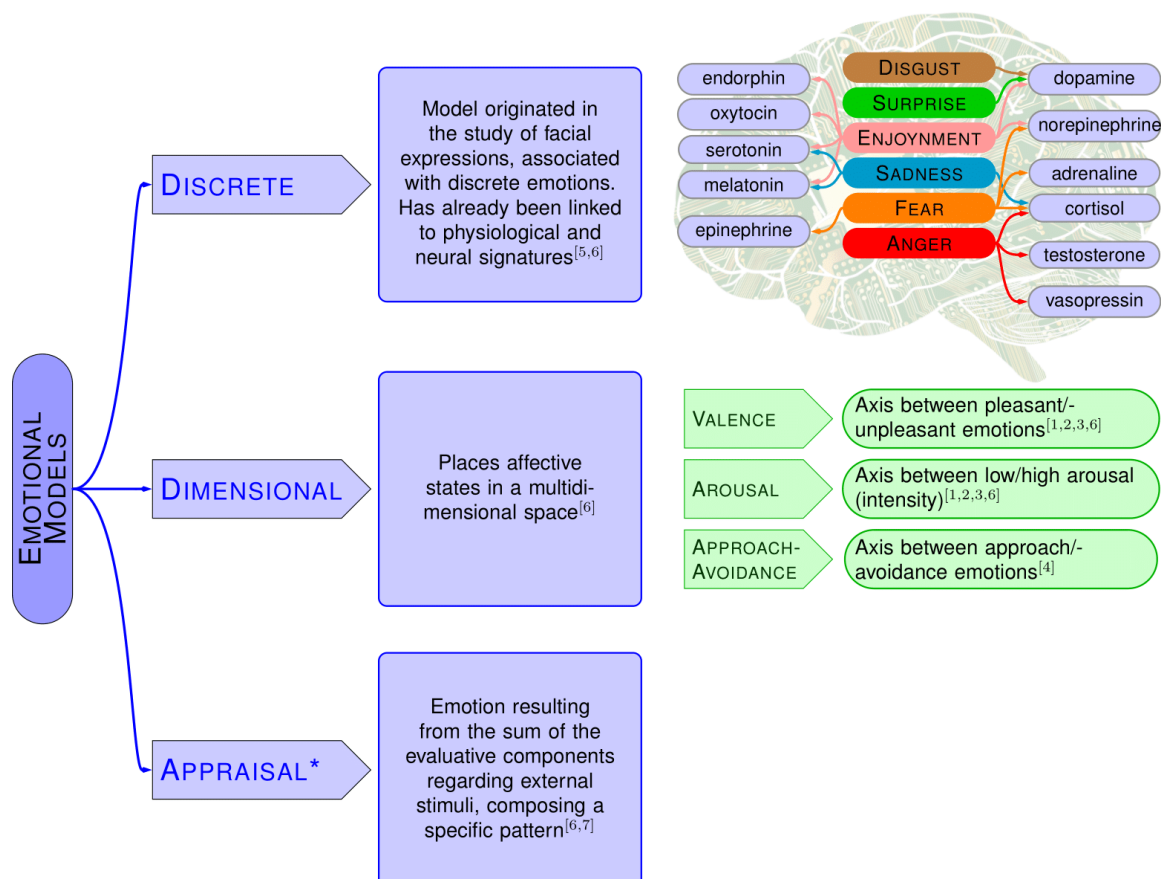 EMOTIONAL
MODELS
DISCRETE
Model originated in
the study of facial
expressions, associated
with discrete emotions.
Has already been linked
to physiological and
neural signatures[5,6]
endorphin
oxytocin
serotonin
melatonin
epinephrine
DISGUST
SURPRISE
ENJOYNMENT
SADNESS
FEAR
ANGER
dopamine
norepinephrine
adrenaline
cortisol
testosterone
vasopressin
DIMENSIONAL
Places affective
states in a multidi-
mensional space[6]
VALENCE
Axis between pleasant/-
unpleasant emotions[1,2,3,6]
AROUSAL
Axis between low/high arousal
(intensity)[1,2,3,6]
APPROACH-
AVOIDANCE
Axis between approach/-
avoidance emotions[4]
APPRAISAL*
Emotion resulting
from the sum of the
evaluative components
regarding external
stimuli, composing a
specific pattern[6,7]